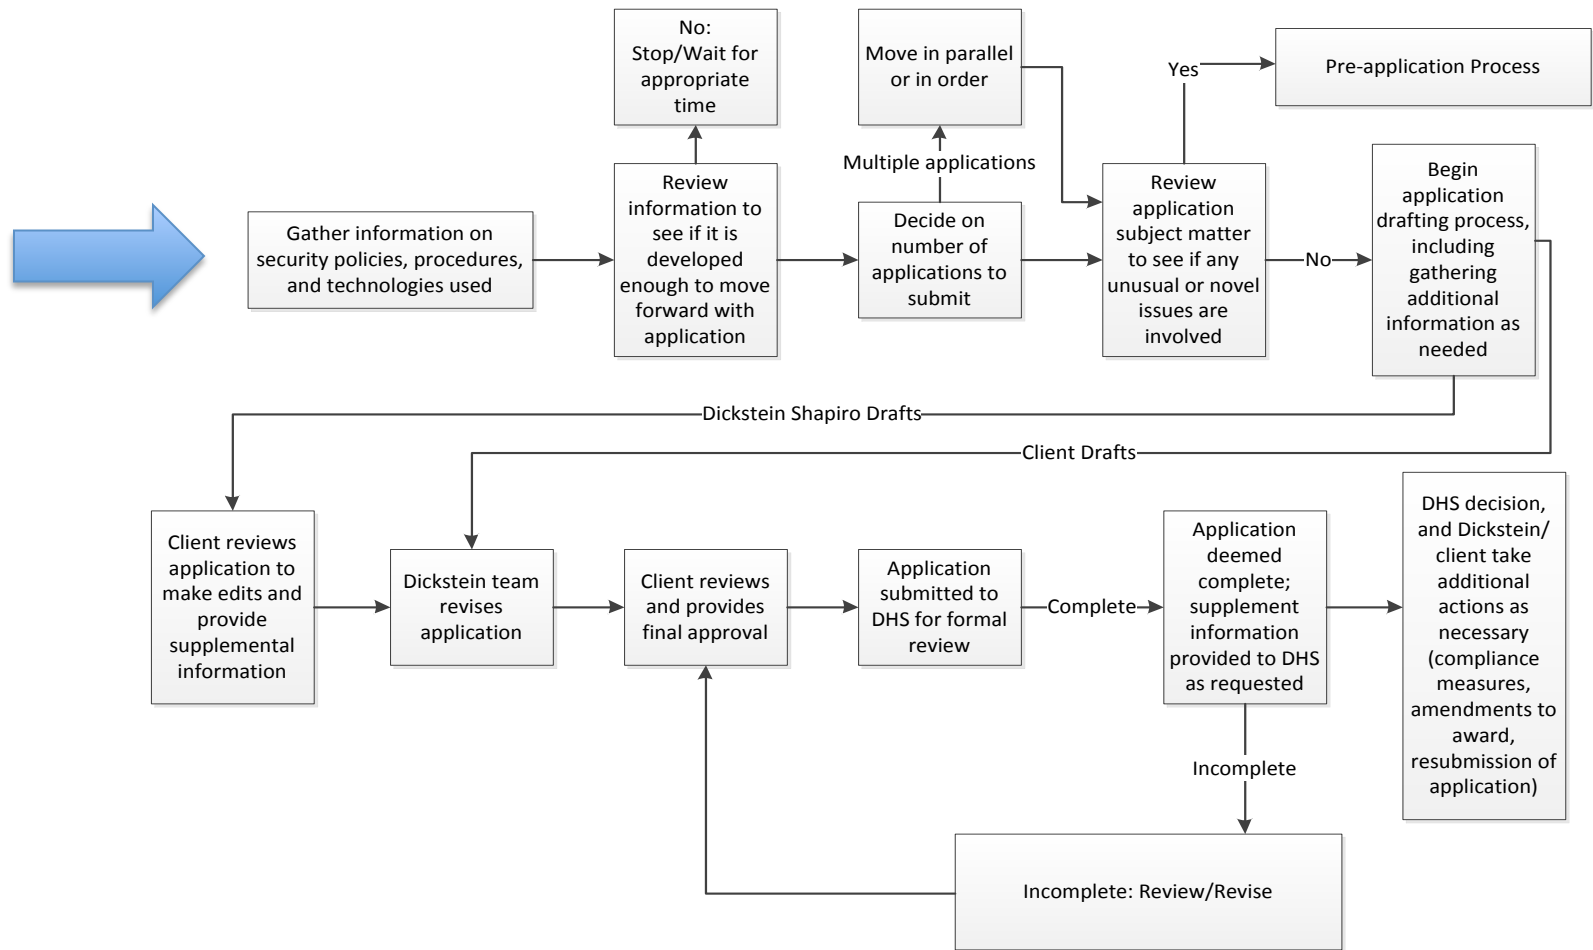 No:
Stop/Wait for
appropriate
time
Move in parallel
or in order
Yes
Pre-application Process
Multiple applications
Gather information on
security policies, procedures,
and technologies used
Review
information to
see if it is
developed
enough to move
forward with
application
Decide on
number of
applications to
submit
Review
application
subject matter
to see if any
unusual or novel
issues are
involved
No
Begin
application
drafting process,
including
gathering
additional
information as
needed
Dickstein Shapiro Drafts
Client Drafts
Client reviews
application to
make edits and
provide
supplemental
information
Dickstein team
revises
application
Client reviews
and provides
final approval
Application
submitted to
DHS for formal
review
Complete
Application
deemed
complete;
supplement
information
provided to DHS
as requested
DHS decision,
and Dickstein/
client take
additional
actions as
necessary
(compliance
measures,
amendments to
award,
resubmission of
application)
Incomplete
Incomplete: Review/Revise